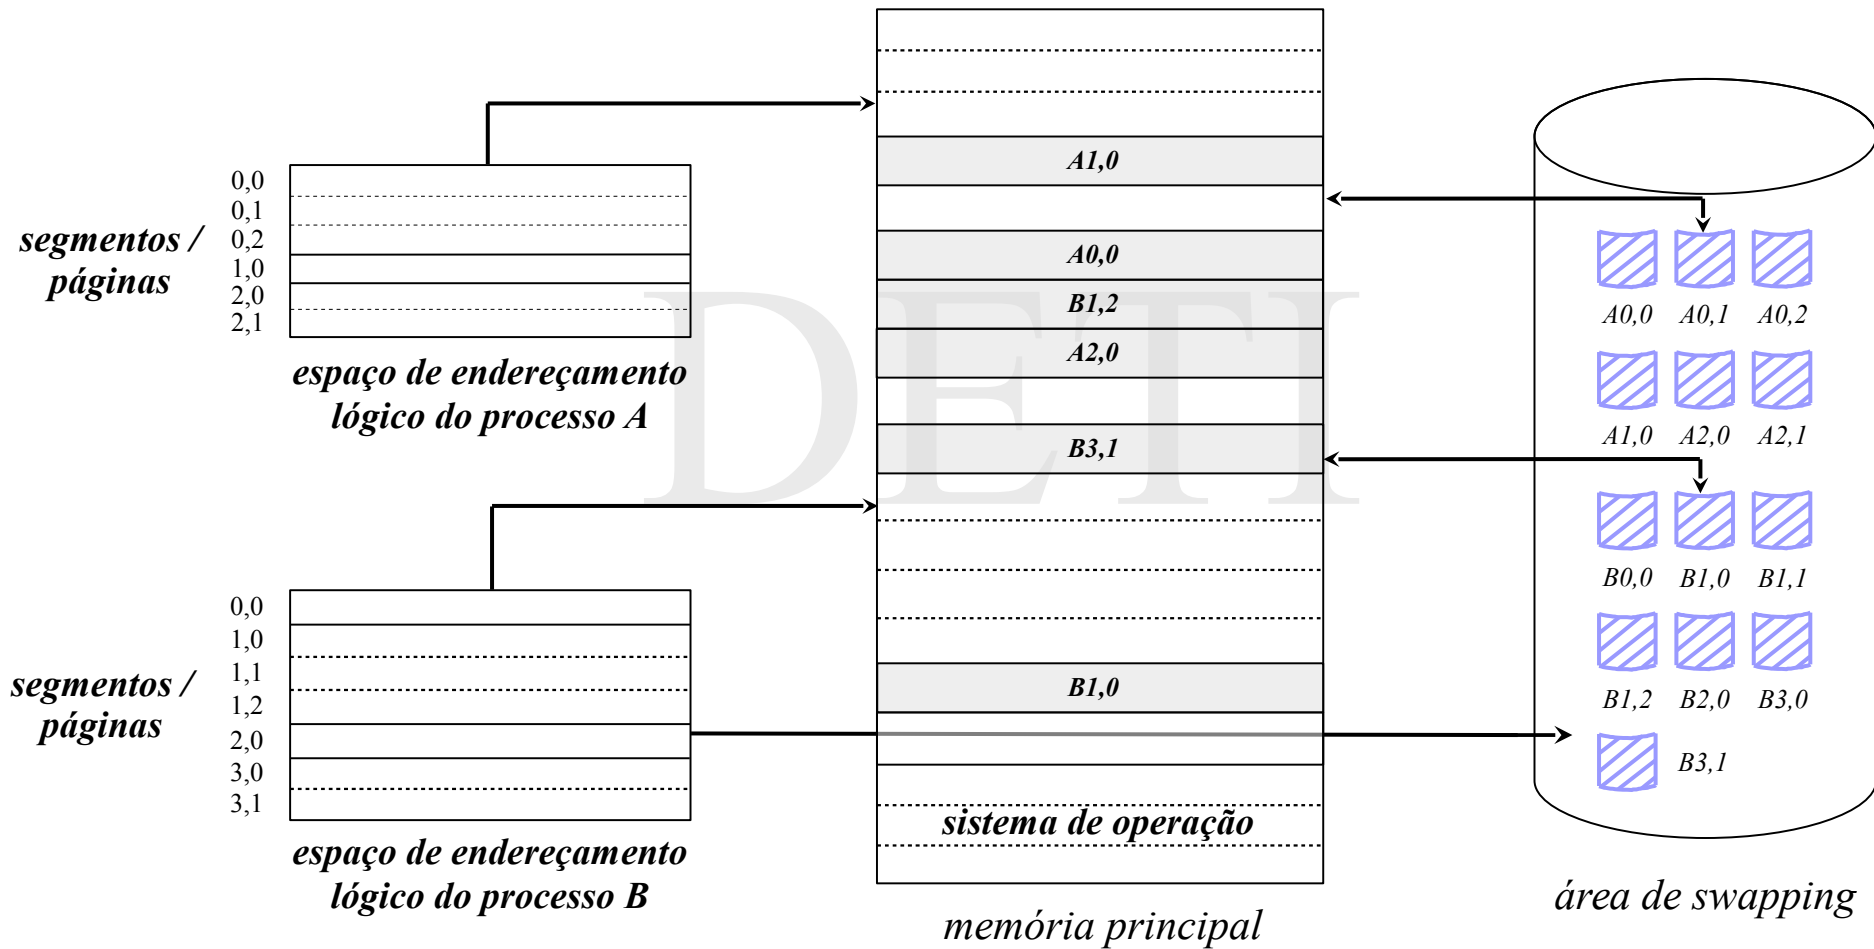 segmentos /
páginas
0,0
0,1
0,2
1,0
2,0
2,1
espaço de endereçamento
lógico do processo A
segmentos /
páginas
0,0
1,0
1,1
1,2
2,0
3,0
3,1
espaço de endereçamento
lógico do processo B
A1,0
A0,0
B1,2
A2,0
B3,1
B1,0
sistema de operação
memória principal
DETI
A0,0 A0,1 A0,2
A1,0 A2,0 A2,1
B0,0 B1,0 B1,1
B1,2 B2,0 B3,0
B3,1
área de swapping